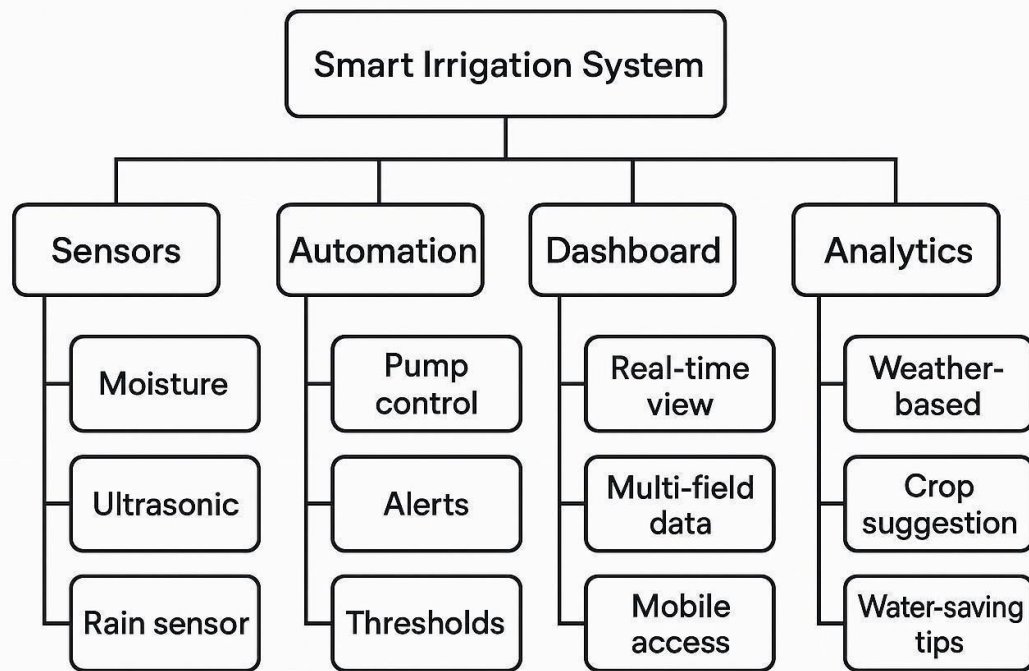 Smart Irrigation System
Sensors
Automation
Dashboard
Analytics
Moisture
Ultrasonic
Rain sensor
Pump
control
Alerts
Thresholds
Real-time
view
Multi-field
data
Mobile
access
Weather-
based
Crop
suggestion
Water-saving
tips